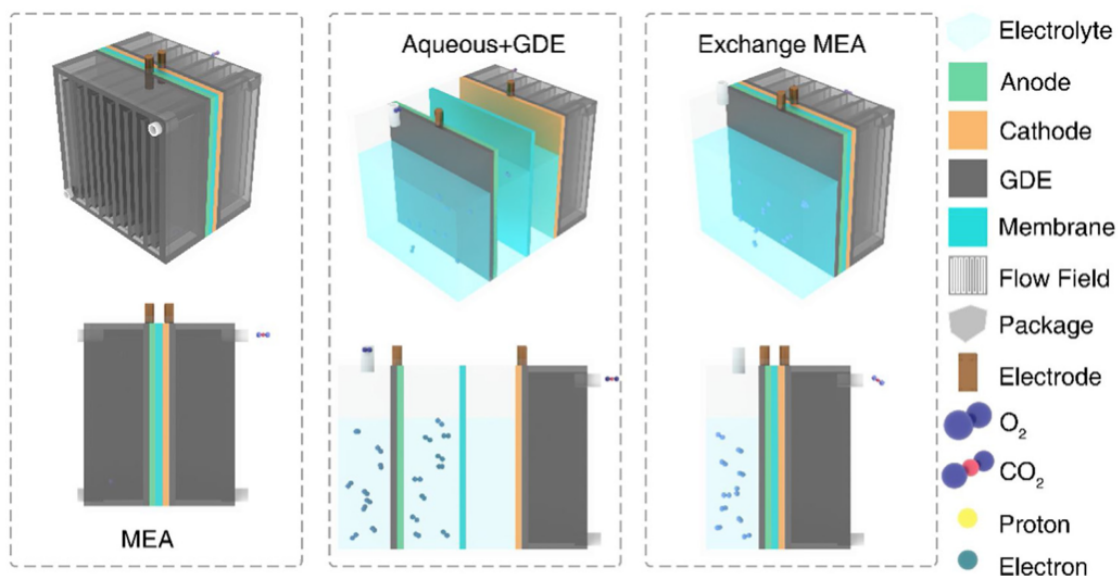 MEA
Aqueous+GDE
Exchange MEA
Electrolyte
Anode
Cathode
GDE
Membrane
Flow Field
Package
Electrode
O₂
CO₂
Proton
Electron